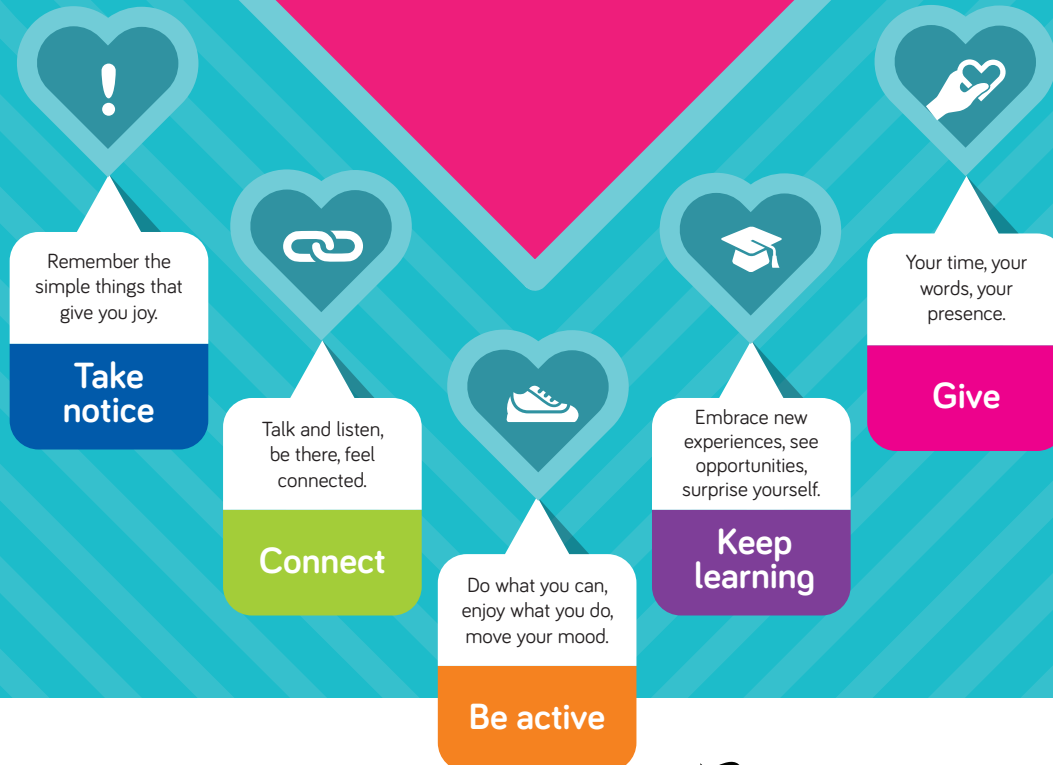 Remember the
simple things that
give you joy.
Take
notice
Talk and listen,
be there, feel
connected.
Connect
Do what you can,
enjoy what you do,
move your mood.
Be active
Embrace new
experiences, see
opportunities,
surprise yourself.
Keep
learning
Your time, your
words, your
presence.
Give